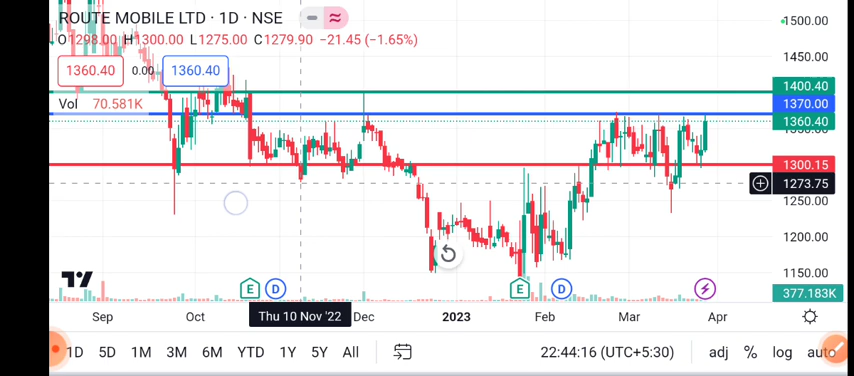 ROUTE MOBILE LTD · 1D · NSE
O1298.00 H1300.00 L1275.00 C1279.90 −21.45 (−1.65%)
1360.40 0.00 1360.40
Vol 70.581K
1500.00
1450.00
1400.40
1370.00
1360.40
1300.15
1273.75
1250.00
1200.00
1150.00
377.183K
E D E D
Sep Oct Thu 10 Nov '22 Dec 2023 Feb Mar Apr
1D 5D 1M 3M 6M YTD 1Y 5Y All 22:44:16 (UTC+5:30) adj % log auto